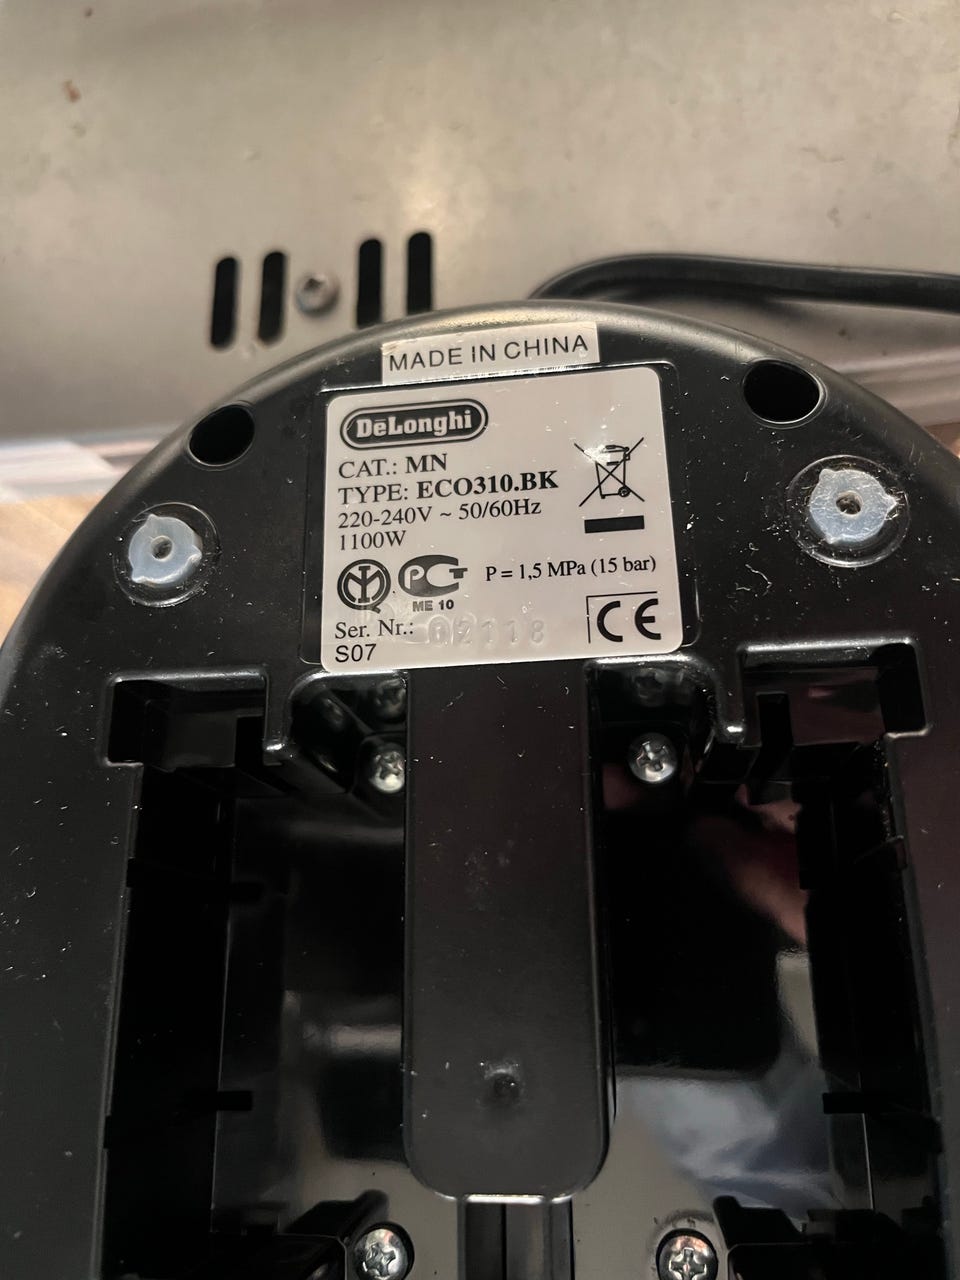 MADE IN CHINA
DeLonghi
CAT.: MN
TYPE: ECO310.BK
220-240V ~ 50/60Hz
1100W
P = 1,5 MPa (15 bar)
ME 10
Ser. Nr.: 02118
S07
CE